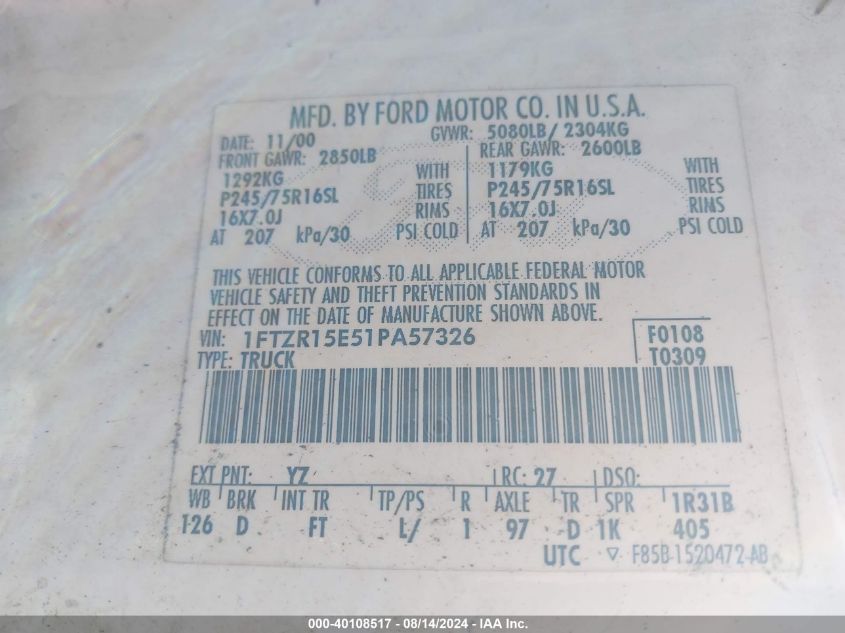 MFD. BY FORD MOTOR CO. IN U.S.A.
DATE: 11/00 GVWR: 5080LB/ 2304KG
FRONT GAWR: 2850LB REAR GAWR: 2600LB
1292KG WITH 1179KG WITH
P245/75R16SL TIRES P245/75R16SL TIRES
16X7.0J RIMS 16X7.0J RIMS
AT 207 kPa/30 PSI COLD AT 207 kPa/30 PSI COLD
THIS VEHICLE CONFORMS TO ALL APPLICABLE FEDERAL MOTOR
VEHICLE SAFETY AND THEFT PREVENTION STANDARDS IN
EFFECT ON THE DATE OF MANUFACTURE SHOWN ABOVE.
VIN: 1FTZR15E51PA57326 F0108
TYPE: TRUCK T0309
EXT PNT: YZ RC: 27 DSO:
WB BRK INT TR TP/PS R AXLE TR SPR 1R31B
126 D FT L/ 1 97 D 1K 405
UTC ▽ F85B-1520472-AB
000-40108517 - 08/14/2024 - IAA Inc.